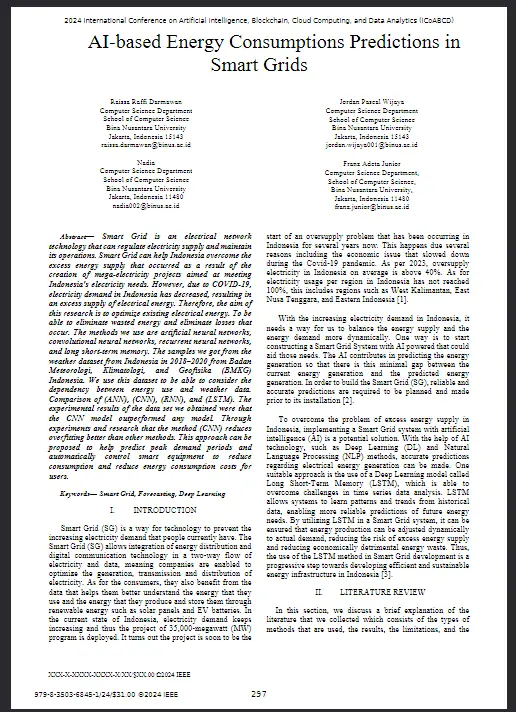 2024 International Conference on Artificial Intelligence, Blockchain, Cloud Computing, and Data Analytics (ICoABCD)
AI-based Energy Consumptions Predictions in
Smart Grids
Raissa Raffi Darmawan
Computer Science Department
School of Computer Science
Bina Nusantara University
Jakarta, Indonesia 15143
raissa.darmawan@binus.ac.id
Jordan Pascal Wijaya
Computer Science Department
School of Computer Science
Bina Nusantara University
Jakarta, Indonesia 15143
jordan.wijaya001@binus.ac.id
Nadia
Computer Science Department
School of Computer Science
Bina Nusantara University
Jakarta, Indonesia 11480
nadia002@binus.ac.id
Franz Adeta Junior
Computer Science Department,
School of Computer Science,
Bina Nusantara University,
Jakarta, Indonesia 11480
franz.junior@binus.ac.id
Abstract— Smart Grid is an electrical network
technology that can regulate electricity supply and maintain
its operations. Smart Grid can help Indonesia overcome the
excess energy supply that occurred as a result of the
creation of mega-electricity projects aimed at meeting
Indonesia's electricity needs. However, due to COVID-19,
electricity demand in Indonesia has decreased, resulting in
an excess supply of electrical energy. Therefore, the aim of
this research is to optimize existing electrical energy. To be
able to eliminate wasted energy and eliminate losses that
occur. The methods we use are artificial neural networks,
convolutional neural networks, recurrent neural networks,
and long short-term memory. The samples we got from the
weather dataset from Indonesia in 2018-2020 from Badan
Meteorologi, Klimatologi, and Geofisika (BMKG)
Indonesia. We use this dataset to be able to consider the
dependency between energy use and weather data.
Comparison of (ANN), (CNN), (RNN), and (LSTM). The
experimental results of the data set we obtained were that
the CNN model outperformed any model. Through
experiments and research that the method (CNN) reduces
overfitting better than other methods. This approach can be
proposed to help predict peak demand periods and
automatically control smart equipment to reduce
consumption and reduce energy consumption costs for
users.
Keywords— Smart Grid, Forecasting, Deep Learning
I. INTRODUCTION
Smart Grid (SG) is a way for technology to prevent the
increasing electricity demand that people currently have. The
Smart Grid (SG) allows integration of energy distribution and
digital communication technology in a two-way flow of
electricity and data, meaning companies are enabled to
optimize the generation, transmission and distribution of
electricity. As for the consumers, they also benefit from the
data that helps them better understand the energy that they
use and the energy that they produce and store them through
renewable energy such as solar panels and EV batteries. In
the current state of Indonesia, electricity demand keeps
increasing and thus the project of 35,000-megawatt (MW)
program is deployed. It turns out the project is soon to be the
start of an oversupply problem that has been occurring in
Indonesia for several years now. This happens due several
reasons including the economic issue that slowed down
during the Covid-19 pandemic. As per 2023, oversupply
electricity in Indonesia on average is above 40%. As for
electricity usage per region in Indonesia has not reached
100%, this includes regions such as West Kalimantan, East
Nusa Tenggara, and Eastern Indonesia [1].
With the increasing electricity demand in Indonesia, it
needs a way for us to balance the energy supply and the
energy demand more dynamically. One way is to start
constructing a Smart Grid System with AI powered that could
aid those needs. The AI contributes in predicting the energy
generation so that there is this minimal gap between the
current energy generation and the predicted energy
generation. In order to build the Smart Grid (SG), reliable and
accurate predictions are required to be planned and made
prior to its installation [2].
To overcome the problem of excess energy supply in
Indonesia, implementing a Smart Grid system with artificial
intelligence (AI) is a potential solution. With the help of AI
technology, such as Deep Learning (DL) and Natural
Language Processing (NLP) methods, accurate predictions
regarding electrical energy generation can be made. One
suitable approach is the use of a Deep Learning model called
Long Short-Term Memory (LSTM), which is able to
overcome challenges in time series data analysis. LSTM
allows systems to learn patterns and trends from historical
data, enabling more reliable predictions of future energy
needs. By utilizing LSTM in a Smart Grid system, it can be
ensured that energy production can be adjusted dynamically
to actual demand, reducing the risk of excess energy supply
and reducing economically detrimental energy waste. Thus,
the use of the LSTM method in Smart Grid development is a
progressive step towards developing efficient and sustainable
energy infrastructure in Indonesia [3].
II. LITERATURE REVIEW
In this section, we discuss a brief explanation of the
literature that we collected which consists of the types of
methods that are used, the results, the limitations, and the
XXX-X-XXXX-XXXX-X/XX/$XX.00 ©2024 IEEE
979-8-3503-6845-1/24/$31.00 ©2024 IEEE
297